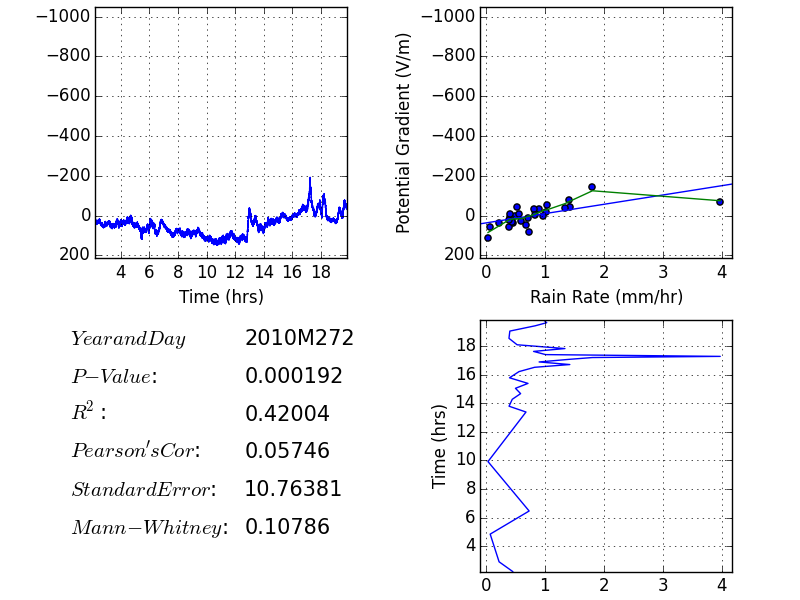 −1000
−800
−600
−400
−200
0
200
4 6 8 10 12 14 16 18
Time (hrs)
Potential Gradient (V/m)
−1000
−800
−600
−400
−200
0
200
0 1 2 3 4
Rain Rate (mm/hr)
YearandDay 2010M272
P−Value: 0.000192
R²: 0.42004
Pearson′sCor: 0.05746
StandardError: 10.76381
Mann−Whitney: 0.10786
Time (hrs)
18
16
14
12
10
8
6
4
0 1 2 3 4